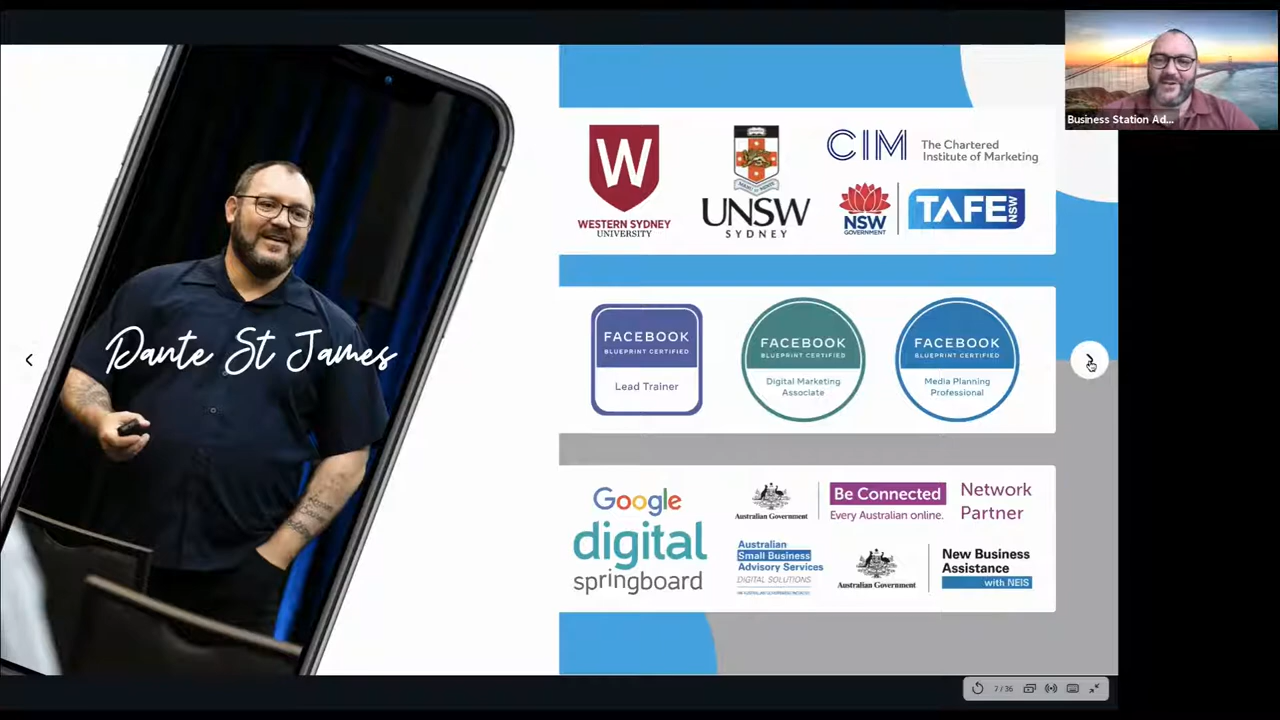 Business Station Ad...
Dante St James
WESTERN SYDNEY
UNIVERSITY
UNSW
SYDNEY
CIM The Chartered
Institute of Marketing
NSW
GOVERNMENT
TAFE NSW
FACEBOOK
BLUEPRINT CERTIFIED
Lead Trainer
FACEBOOK
BLUEPRINT CERTIFIED
Digital Marketing
Associate
FACEBOOK
BLUEPRINT CERTIFIED
Media Planning
Professional
Google
digital
springboard
Australian Government
Be Connected
Every Australian online.
Network
Partner
Australian
Small Business
Advisory Services
DIGITAL SOLUTIONS
Australian Government
New Business
Assistance
with NEIS
7 / 36